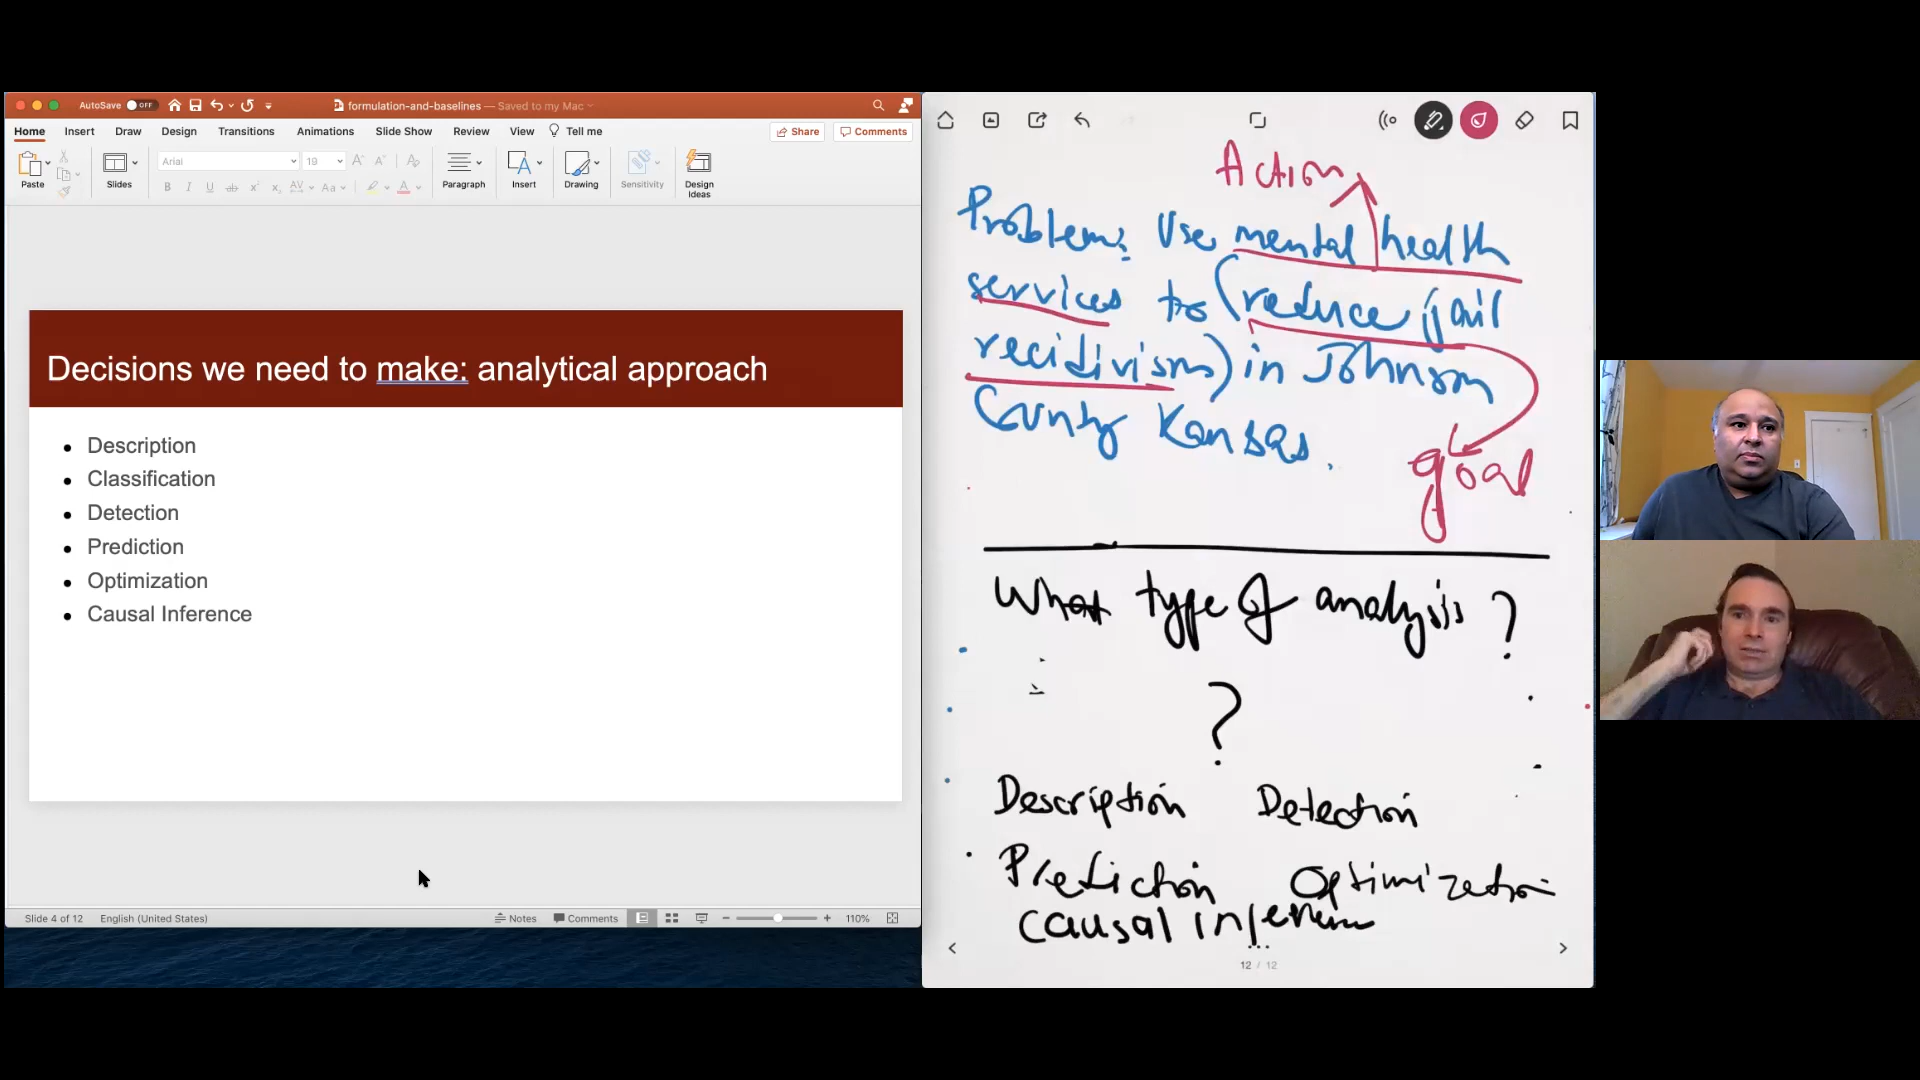 AutoSave OFF
formulation-and-baselines — Saved to my Mac
Home Insert Draw Design Transitions Animations Slide Show Review View Tell me
Share Comments
Arial 19
Paste Slides Paragraph Insert Drawing Sensitivity Design Ideas
Decisions we need to make: analytical approach
Description
Classification
Detection
Prediction
Optimization
Causal Inference
Slide 4 of 12 English (United States) Notes Comments 110%
Action
Problem: Use mental health
services to (reduce jail
recidivism) in Johnson
County Kansas.
goal
What type of analysis ?
?
Description Detection
Prediction Optimization
causal inference
12 / 12